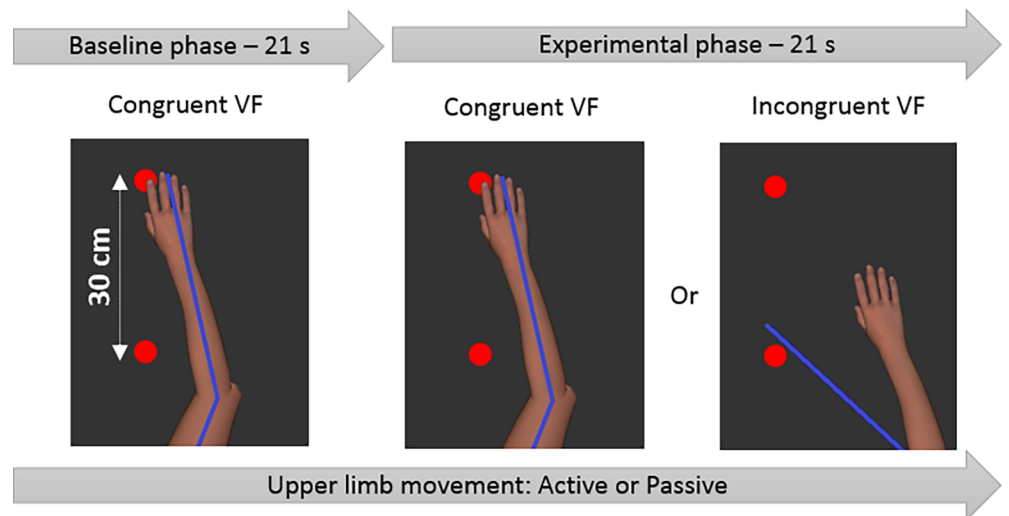 Baseline phase – 21 s
Experimental phase – 21 s
Congruent VF
Congruent VF
Incongruent VF
30 cm
Or
Upper limb movement: Active or Passive